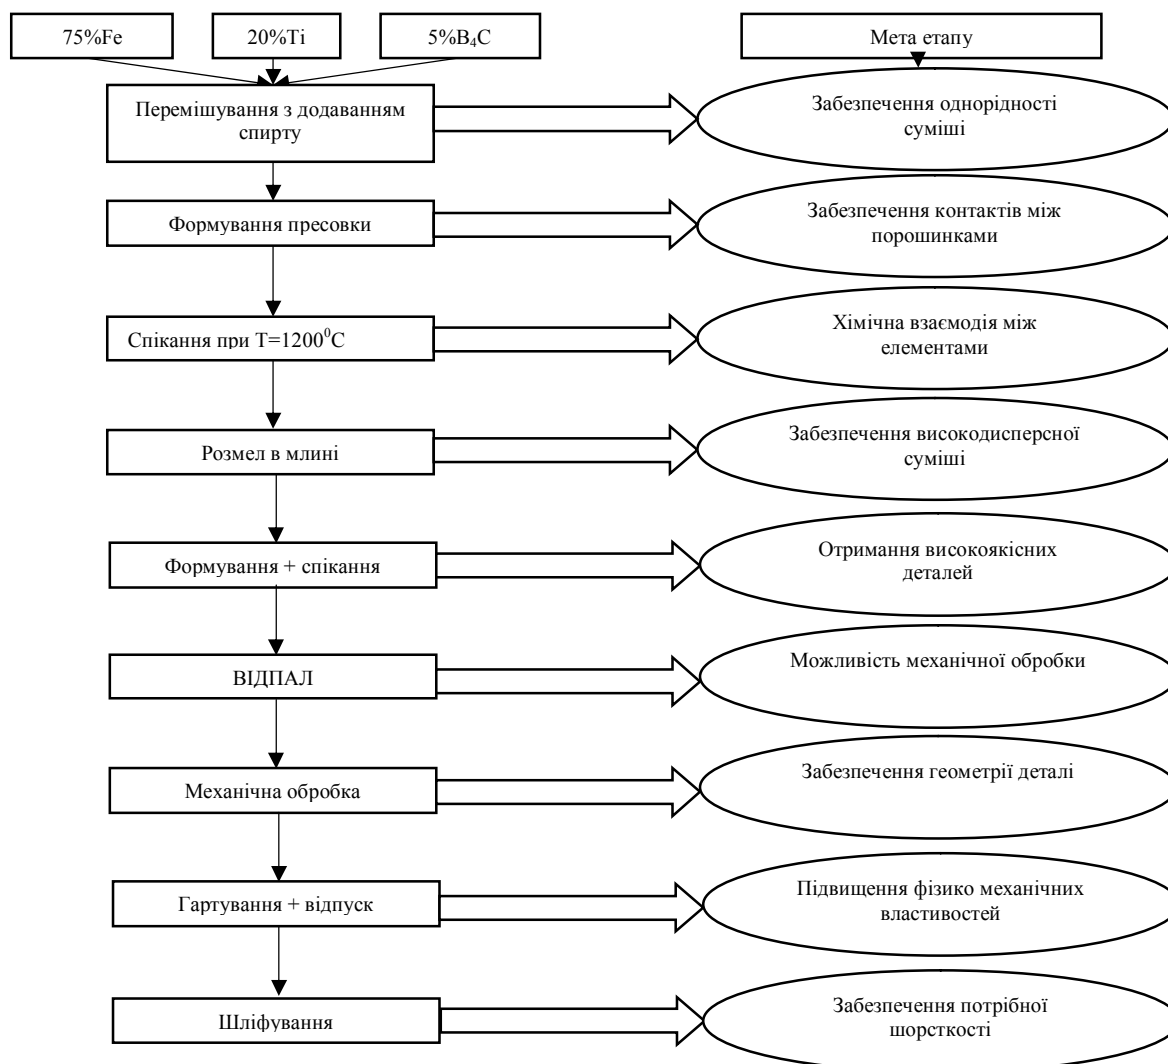 75%Fe
20%Ti
5%B₄C
Мета етапу
Перемішування з додаванням
спирту
Забезпечення однорідності
суміші
Формування пресовки
Забезпечення контактів між
порошинками
Спікання при Т=1200⁰С
Хімічна взаємодія між
елементами
Розмел в млині
Забезпечення високодисперсної
суміші
Формування + спікання
Отримання високоякісних
деталей
ВІДПАЛ
Можливість механічної обробки
Механічна обробка
Забезпечення геометрії деталі
Гартування + відпуск
Підвищення фізико механічних
властивостей
Шліфування
Забезпечення потрібної
шорсткості